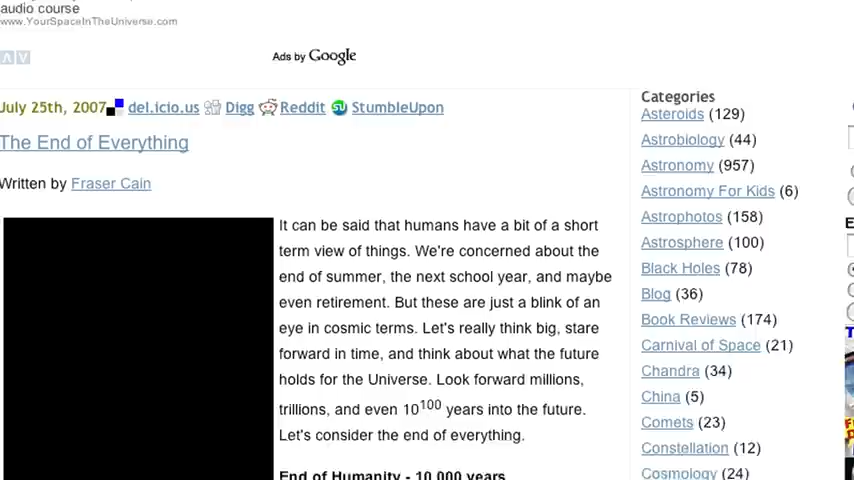 audio course
www.YourSpaceInTheUniverse.com
Ads by Google
July 25th, 2007 del.icio.us Digg Reddit StumbleUpon
The End of Everything
Written by Fraser Cain
It can be said that humans have a bit of a short
term view of things. We're concerned about the
end of summer, the next school year, and maybe
even retirement. But these are just a blink of an
eye in cosmic terms. Let's really think big, stare
forward in time, and think about what the future
holds for the Universe. Look forward millions,
trillions, and even 10^100 years into the future.
Let's consider the end of everything.
End of Humanity - 10,000 years
Categories
Asteroids (129)
Astrobiology (44)
Astronomy (957)
Astronomy For Kids (6)
Astrophotos (158)
Astrosphere (100)
Black Holes (78)
Blog (36)
Book Reviews (174)
Carnival of Space (21)
Chandra (34)
China (5)
Comets (23)
Constellation (12)
Cosmology (24)